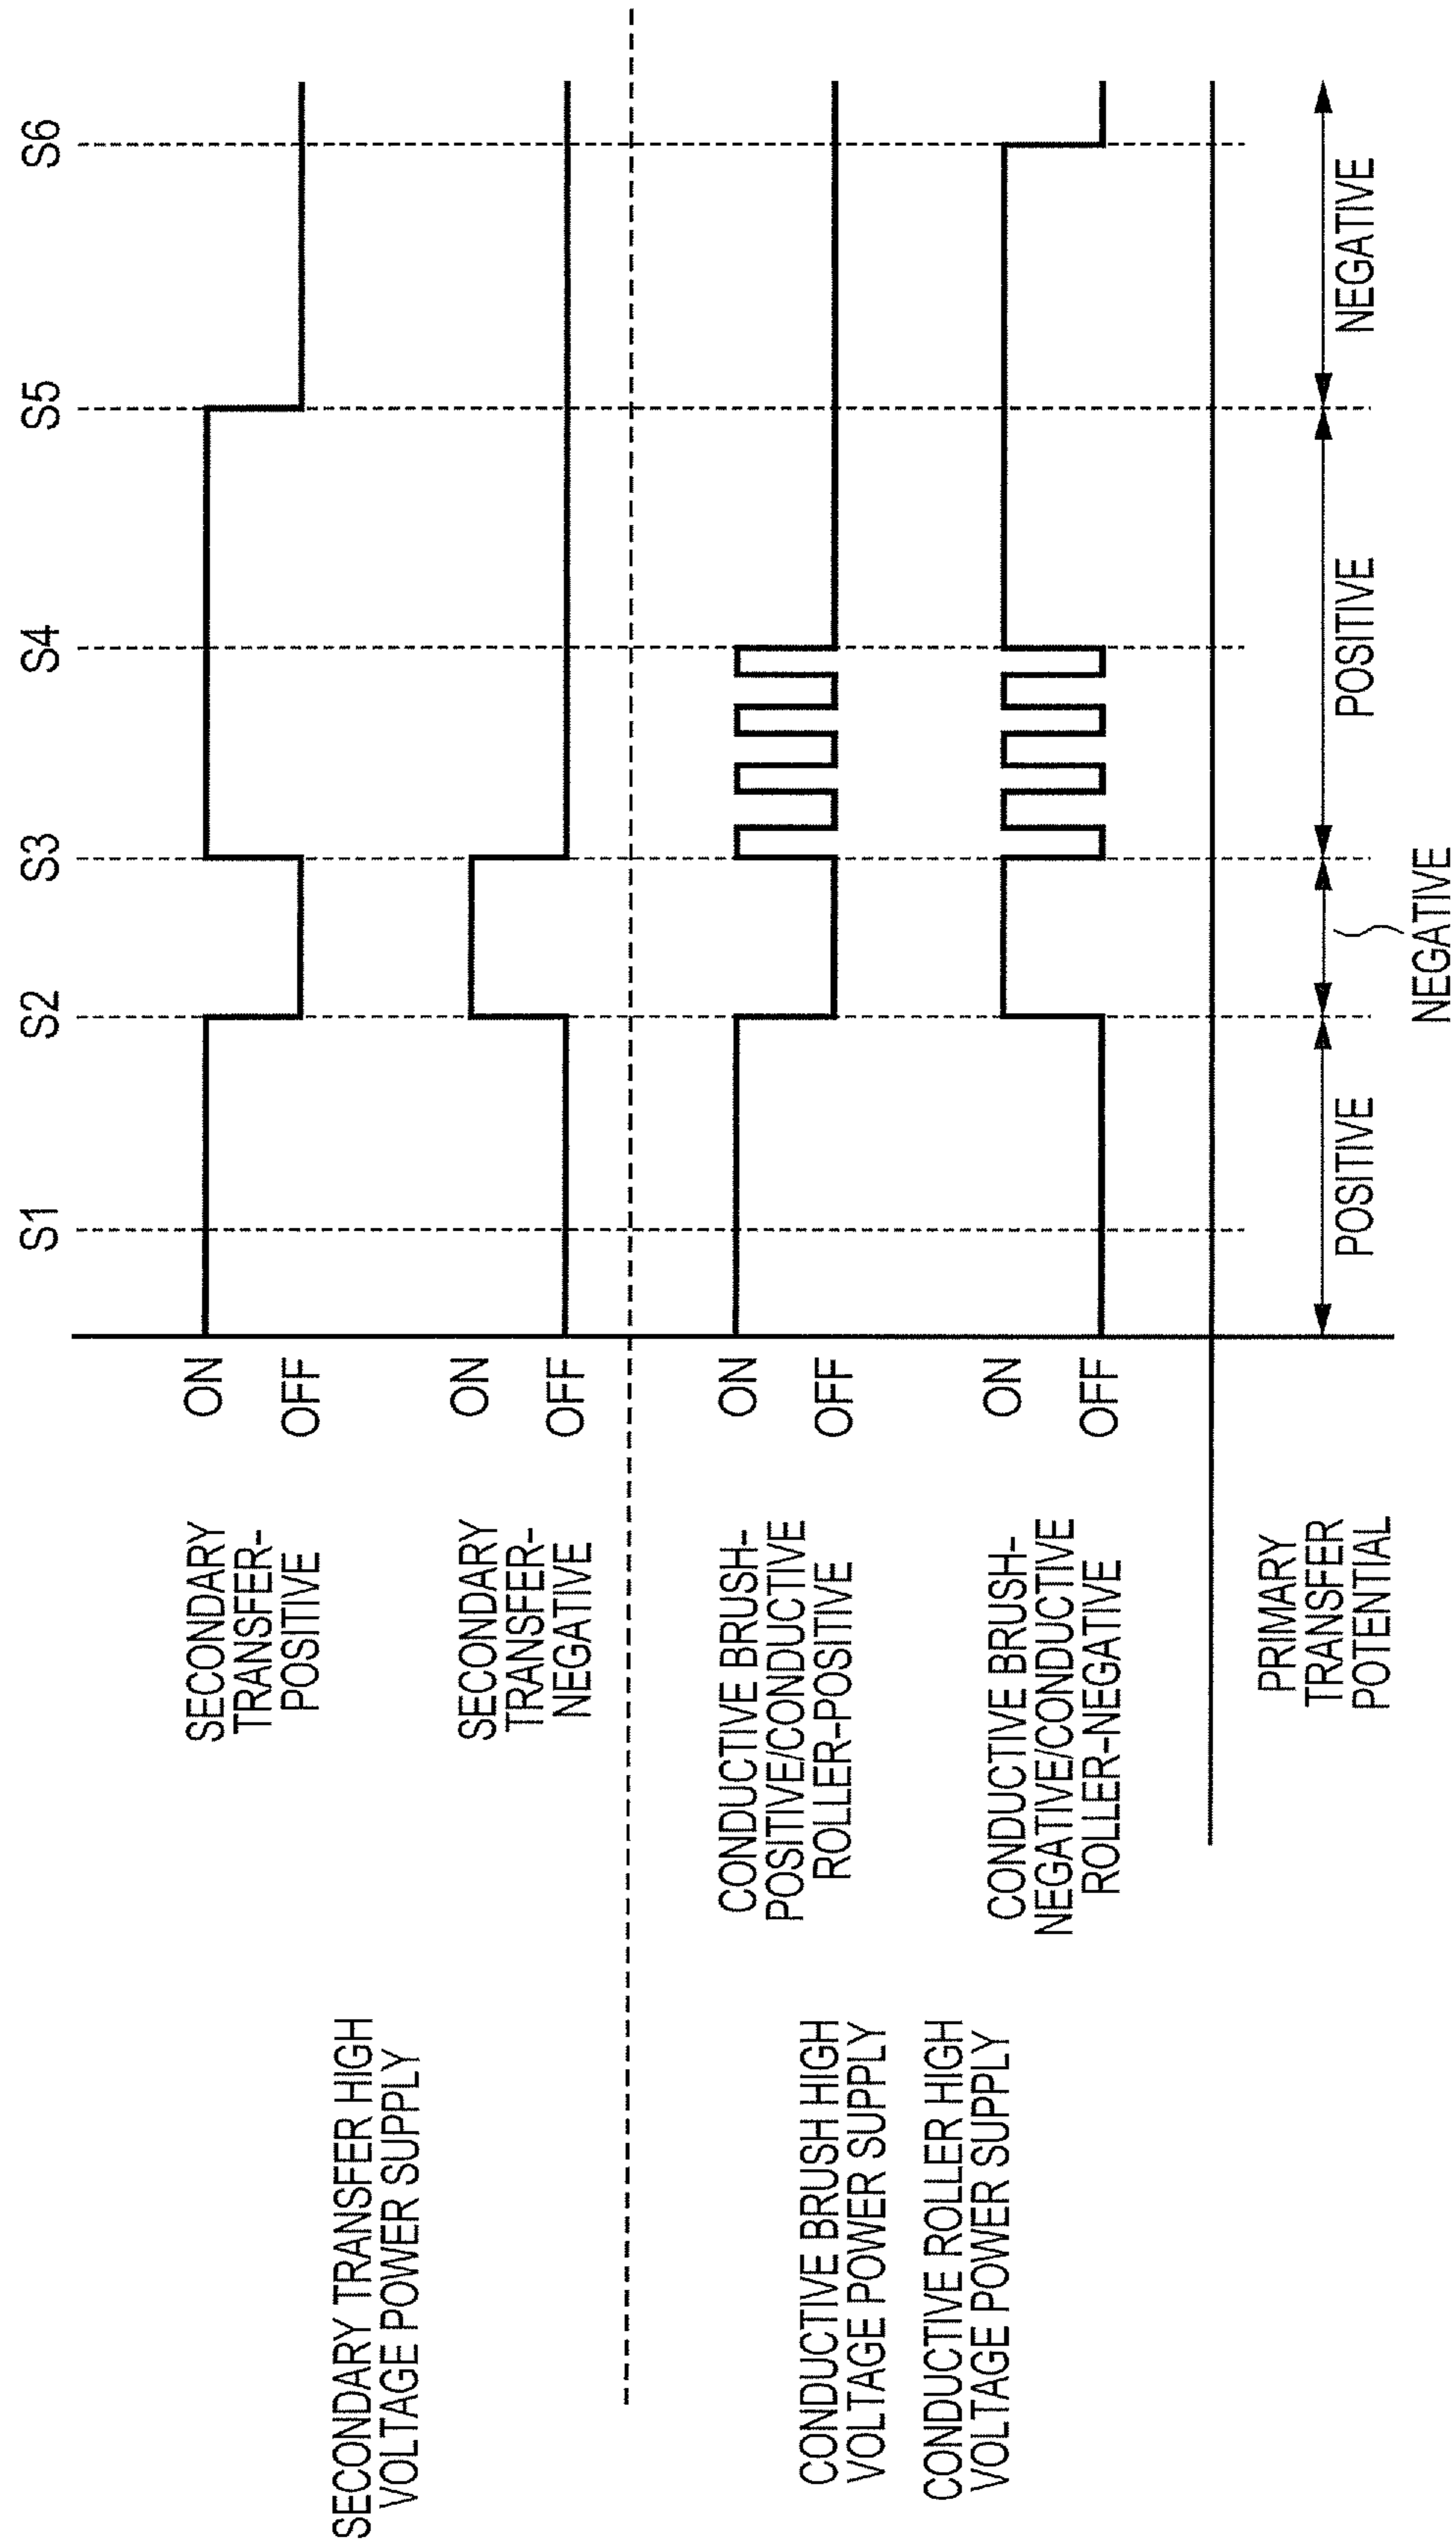 S1
S2
S3
S4
S5
S6
SECONDARY TRANSFER HIGH
VOLTAGE POWER SUPPLY
SECONDARY
TRANSFER-
POSITIVE
ON
OFF
SECONDARY
TRANSFER-
NEGATIVE
ON
OFF
CONDUCTIVE BRUSH HIGH
VOLTAGE POWER SUPPLY
CONDUCTIVE ROLLER HIGH
VOLTAGE POWER SUPPLY
CONDUCTIVE BRUSH-
POSITIVE/CONDUCTIVE
ROLLER-POSITIVE
ON
OFF
CONDUCTIVE BRUSH-
NEGATIVE/CONDUCTIVE
ROLLER-NEGATIVE
ON
OFF
PRIMARY
TRANSFER
POTENTIAL
POSITIVE
NEGATIVE
POSITIVE
NEGATIVE